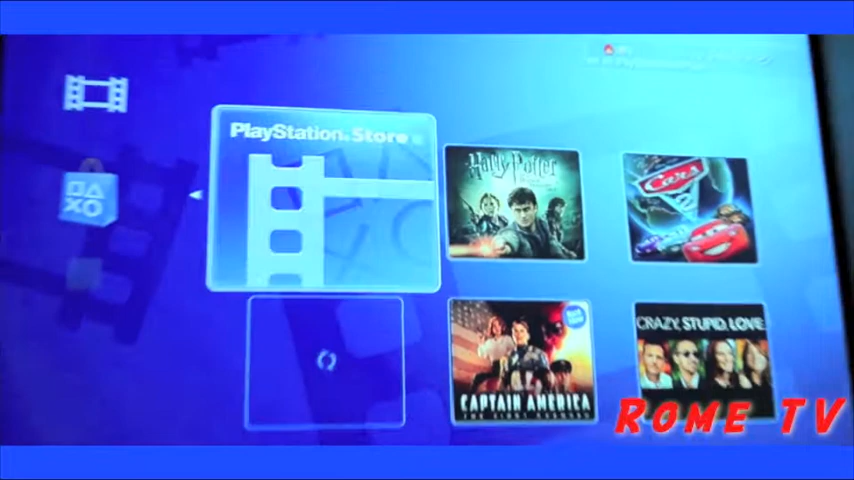 PlayStation®Store
Harry Potter
Cars
2
CAPTAIN AMERICA
THE FIRST AVENGER
CRAZY, STUPID, LOVE.
ROME TV